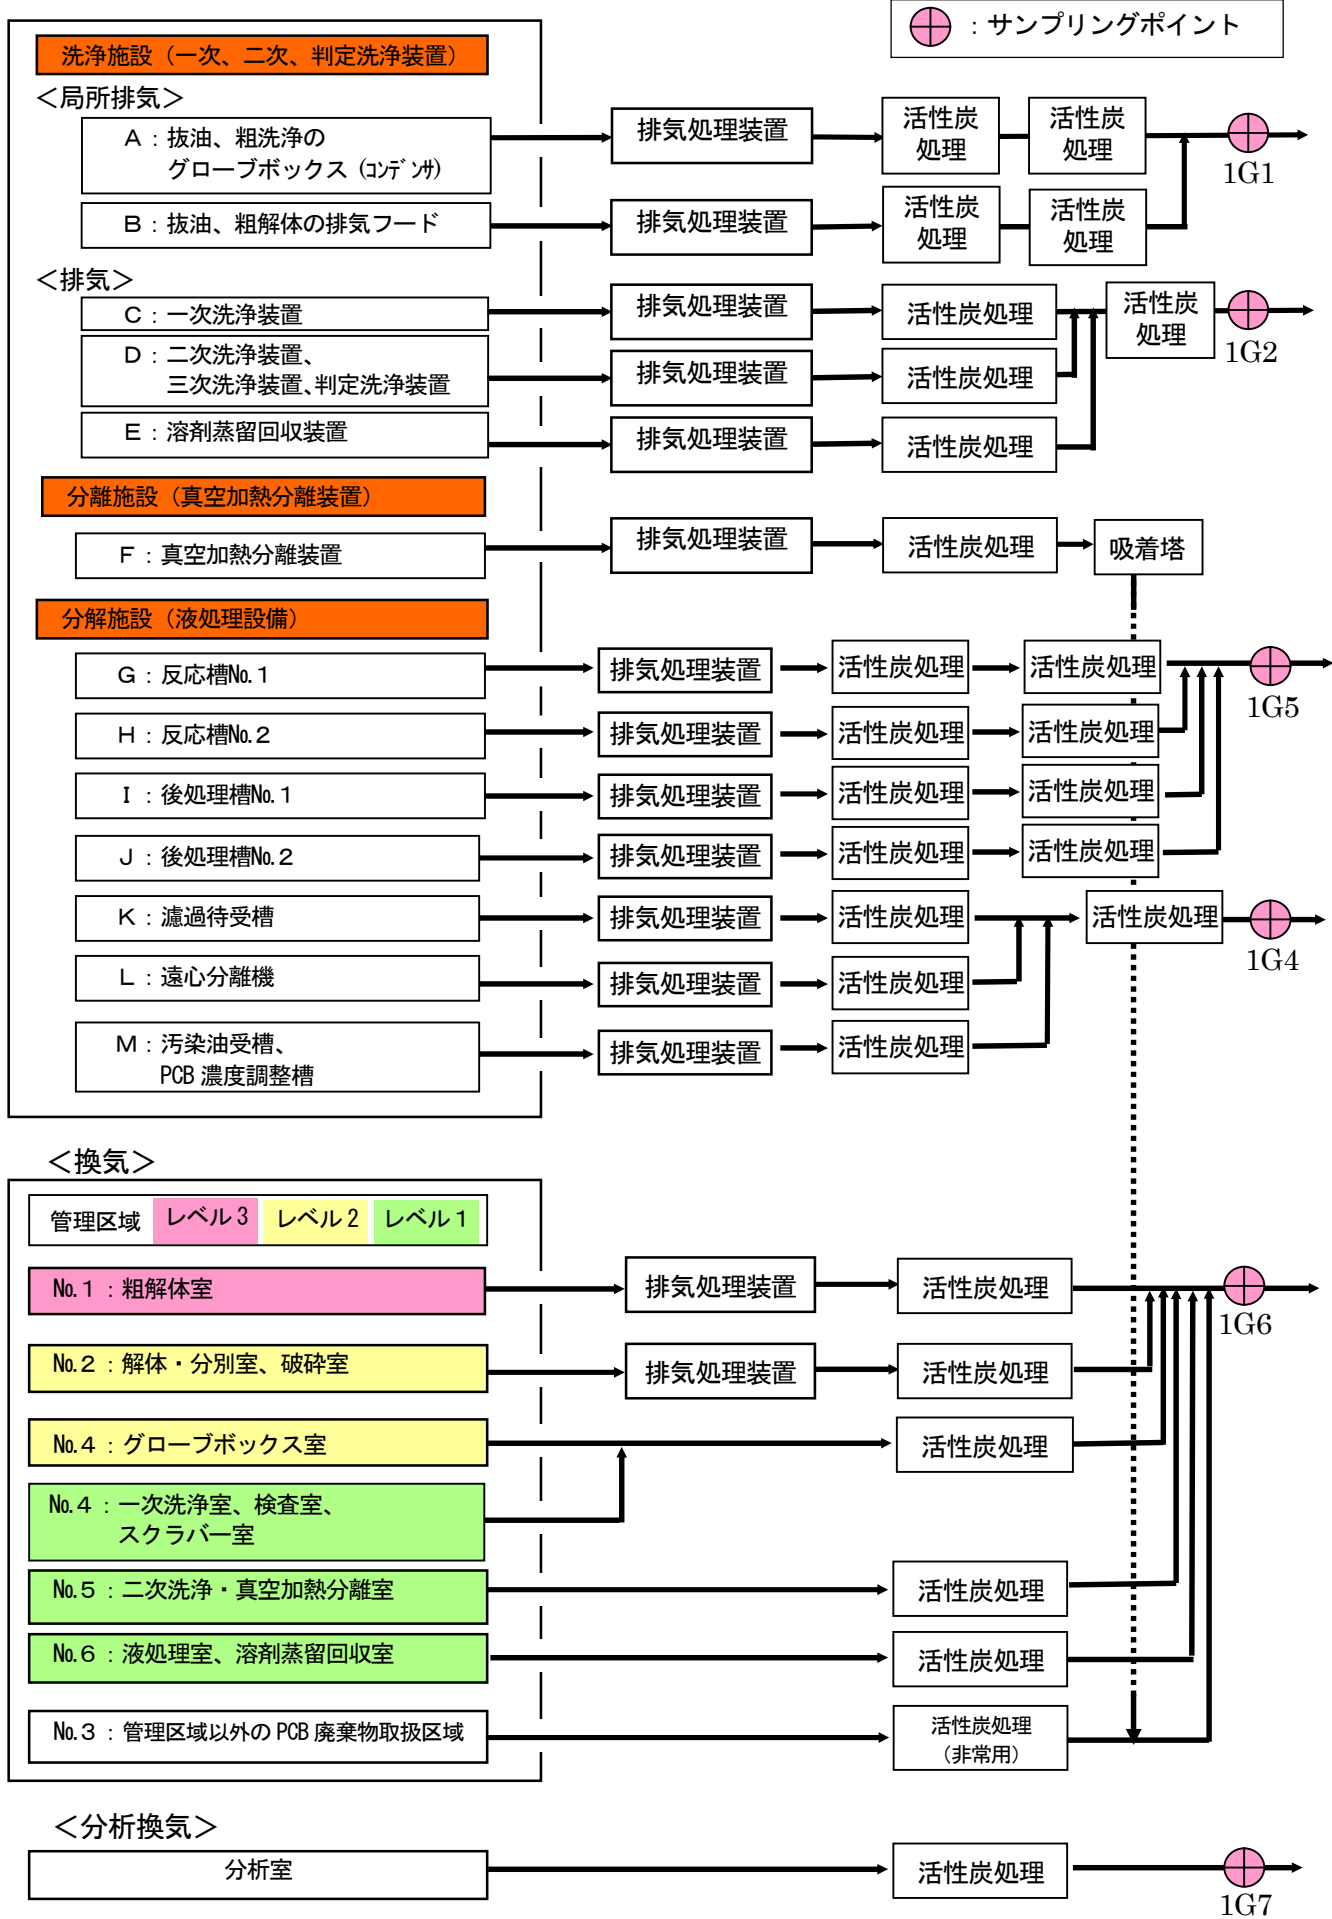 ：サンプリングポイント
洗浄施設（一次、二次、判定洗浄装置）
＜局所排気＞
Ａ：抜油、粗洗浄の
グローブボックス（ｺﾝﾃﾞﾝｻ）
排気処理装置
活性炭
処理
活性炭
処理
1G1
Ｂ：抜油、粗解体の排気フード
排気処理装置
活性炭
処理
活性炭
処理
＜排気＞
Ｃ：一次洗浄装置
排気処理装置
活性炭処理
活性炭
処理
1G2
Ｄ：二次洗浄装置、
三次洗浄装置、判定洗浄装置
排気処理装置
活性炭処理
Ｅ：溶剤蒸留回収装置
排気処理装置
活性炭処理
分離施設（真空加熱分離装置）
Ｆ：真空加熱分離装置
排気処理装置
活性炭処理
吸着塔
分解施設（液処理設備）
Ｇ：反応槽№1
排気処理装置
活性炭処理
活性炭処理
1G5
Ｈ：反応槽№2
排気処理装置
活性炭処理
活性炭処理
Ｉ：後処理槽№1
排気処理装置
活性炭処理
活性炭処理
Ｊ：後処理槽№2
排気処理装置
活性炭処理
活性炭処理
Ｋ：濾過待受槽
排気処理装置
活性炭処理
活性炭処理
1G4
Ｌ：遠心分離機
排気処理装置
活性炭処理
Ｍ：汚染油受槽、
PCB濃度調整槽
排気処理装置
活性炭処理
＜換気＞
管理区域 レベル3 レベル2 レベル1
№1：粗解体室
排気処理装置
活性炭処理
1G6
№2：解体・分別室、破砕室
排気処理装置
活性炭処理
№4：グローブボックス室
活性炭処理
№4：一次洗浄室、検査室、
スクラバー室
№5：二次洗浄・真空加熱分離室
活性炭処理
№6：液処理室、溶剤蒸留回収室
活性炭処理
№3：管理区域以外のPCB廃棄物取扱区域
活性炭処理
（非常用）
＜分析換気＞
分析室
活性炭処理
1G7